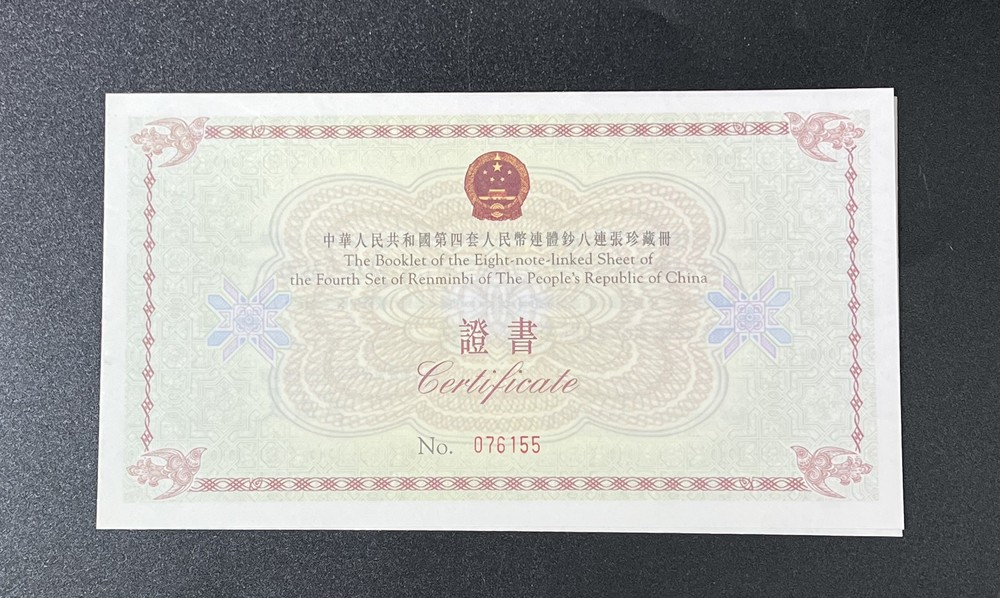 中華人民共和國第四套人民幣連體鈔八連張珍藏冊
The Booklet of the Eight-note-linked Sheet of
the Fourth Set of Renminbi of The People's Republic of China
證書
Certificate
No. 076155